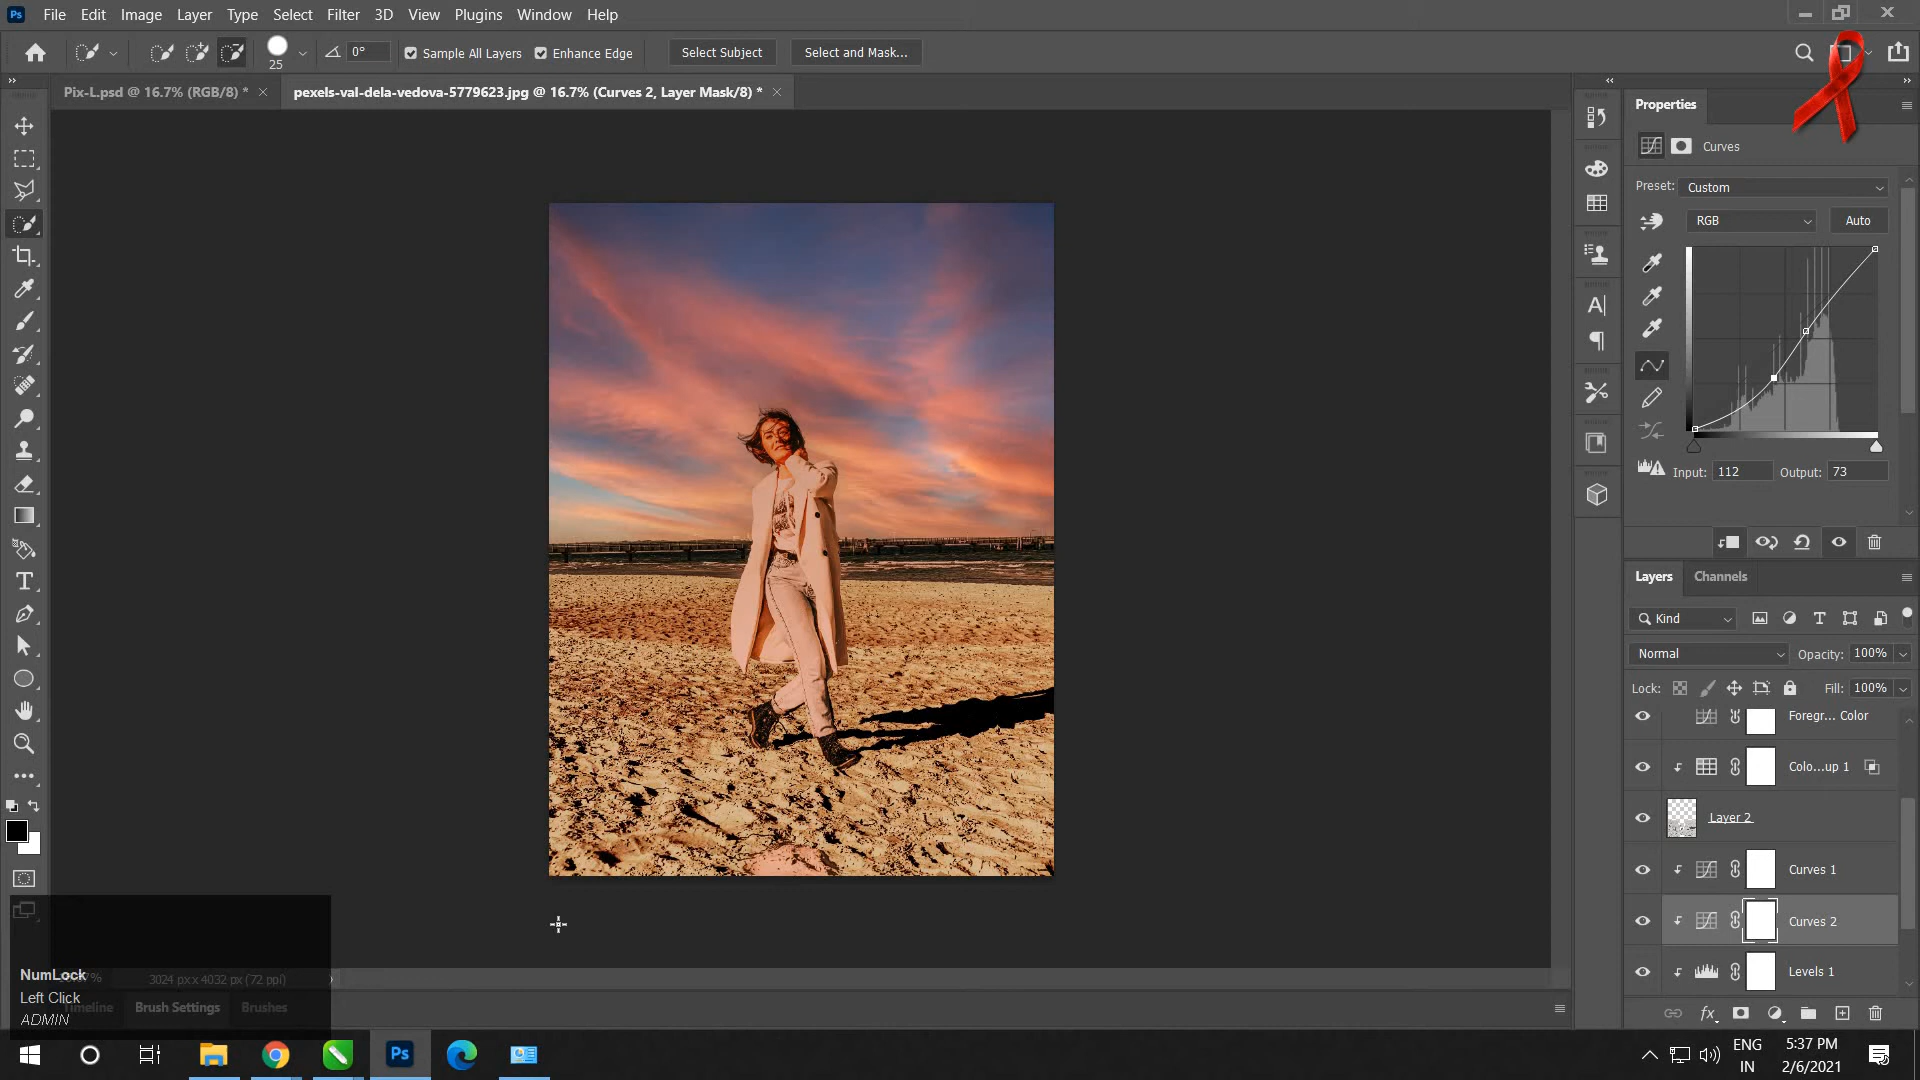 Ps File Edit Image Layer Type Select Filter 3D View Plugins Window Help
25
0°
Sample All Layers
Enhance Edge
Select Subject
Select and Mask...
Pix-L.psd @ 16.7% (RGB/8) *
pexels-val-dela-vedova-5779623.jpg @ 16.7% (Curves 2, Layer Mask/8) *
Properties
Curves
Preset: Custom
RGB
Auto
Input: 112 Output: 73
Layers Channels
Kind
Normal
Opacity: 100%
Lock:
Fill: 100%
Foregr... Color
Colo...up 1
Layer 2
Curves 1
Curves 2
Levels 1
NumLock
Left Click
ADMIN
3024 px x 4032 px (72 ppi)
Timeline Brush Settings Brushes
Ps
ENG
IN
5:37 PM
2/6/2021